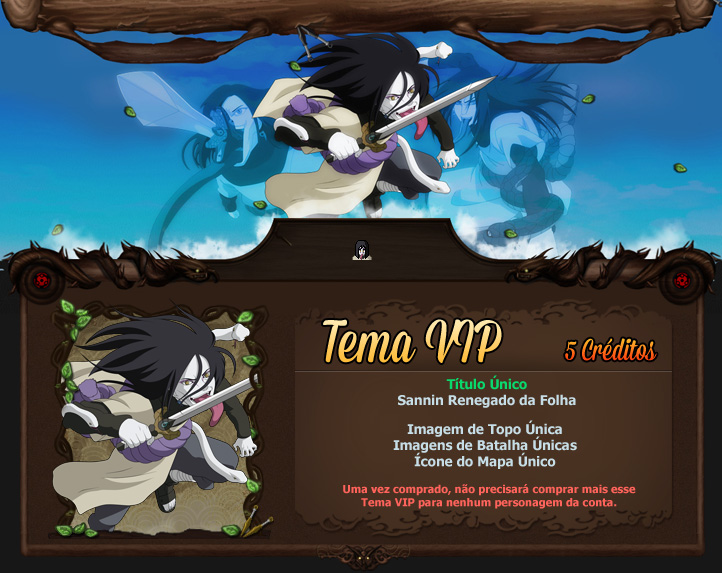 Tema VIP
5 Créditos
Título Único
Sannin Renegado da Folha
Imagem de Topo Única
Imagens de Batalha Únicas
Ícone do Mapa Único
Uma vez comprado, não precisará comprar mais esse
Tema VIP para nenhum personagem da conta.